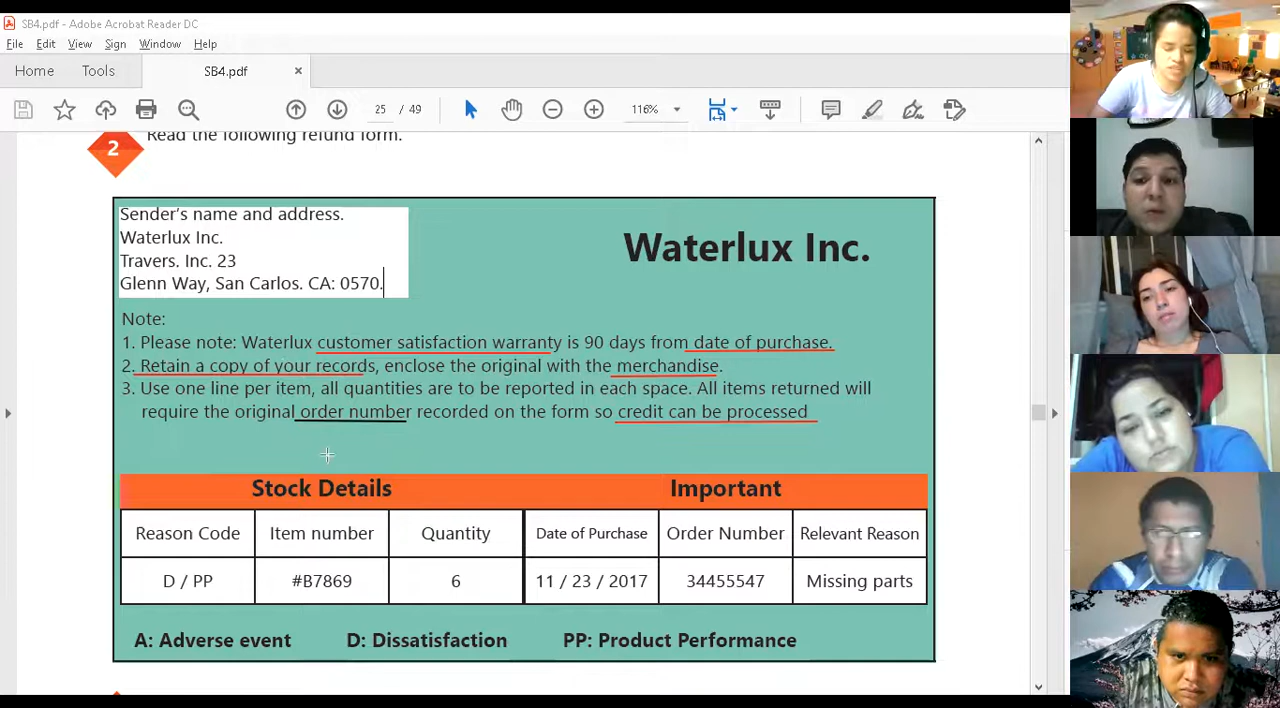 SB4.pdf - Adobe Acrobat Reader DC
File Edit View Sign Window Help
Home Tools SB4.pdf ×
25 / 49 116%
2 Read the following refund form.
Sender's name and address.
Waterlux Inc.
Travers. Inc. 23
Glenn Way, San Carlos. CA: 0570.
Waterlux Inc.
Note:
1. Please note: Waterlux customer satisfaction warranty is 90 days from date of purchase.
2. Retain a copy of your records, enclose the original with the merchandise.
3. Use one line per item, all quantities are to be reported in each space. All items returned will
require the original order number recorded on the form so credit can be processed
Stock Details Important
Reason Code Item number Quantity Date of Purchase Order Number Relevant Reason
D / PP #B7869 6 11 / 23 / 2017 34455547 Missing parts
A: Adverse event D: Dissatisfaction PP: Product Performance